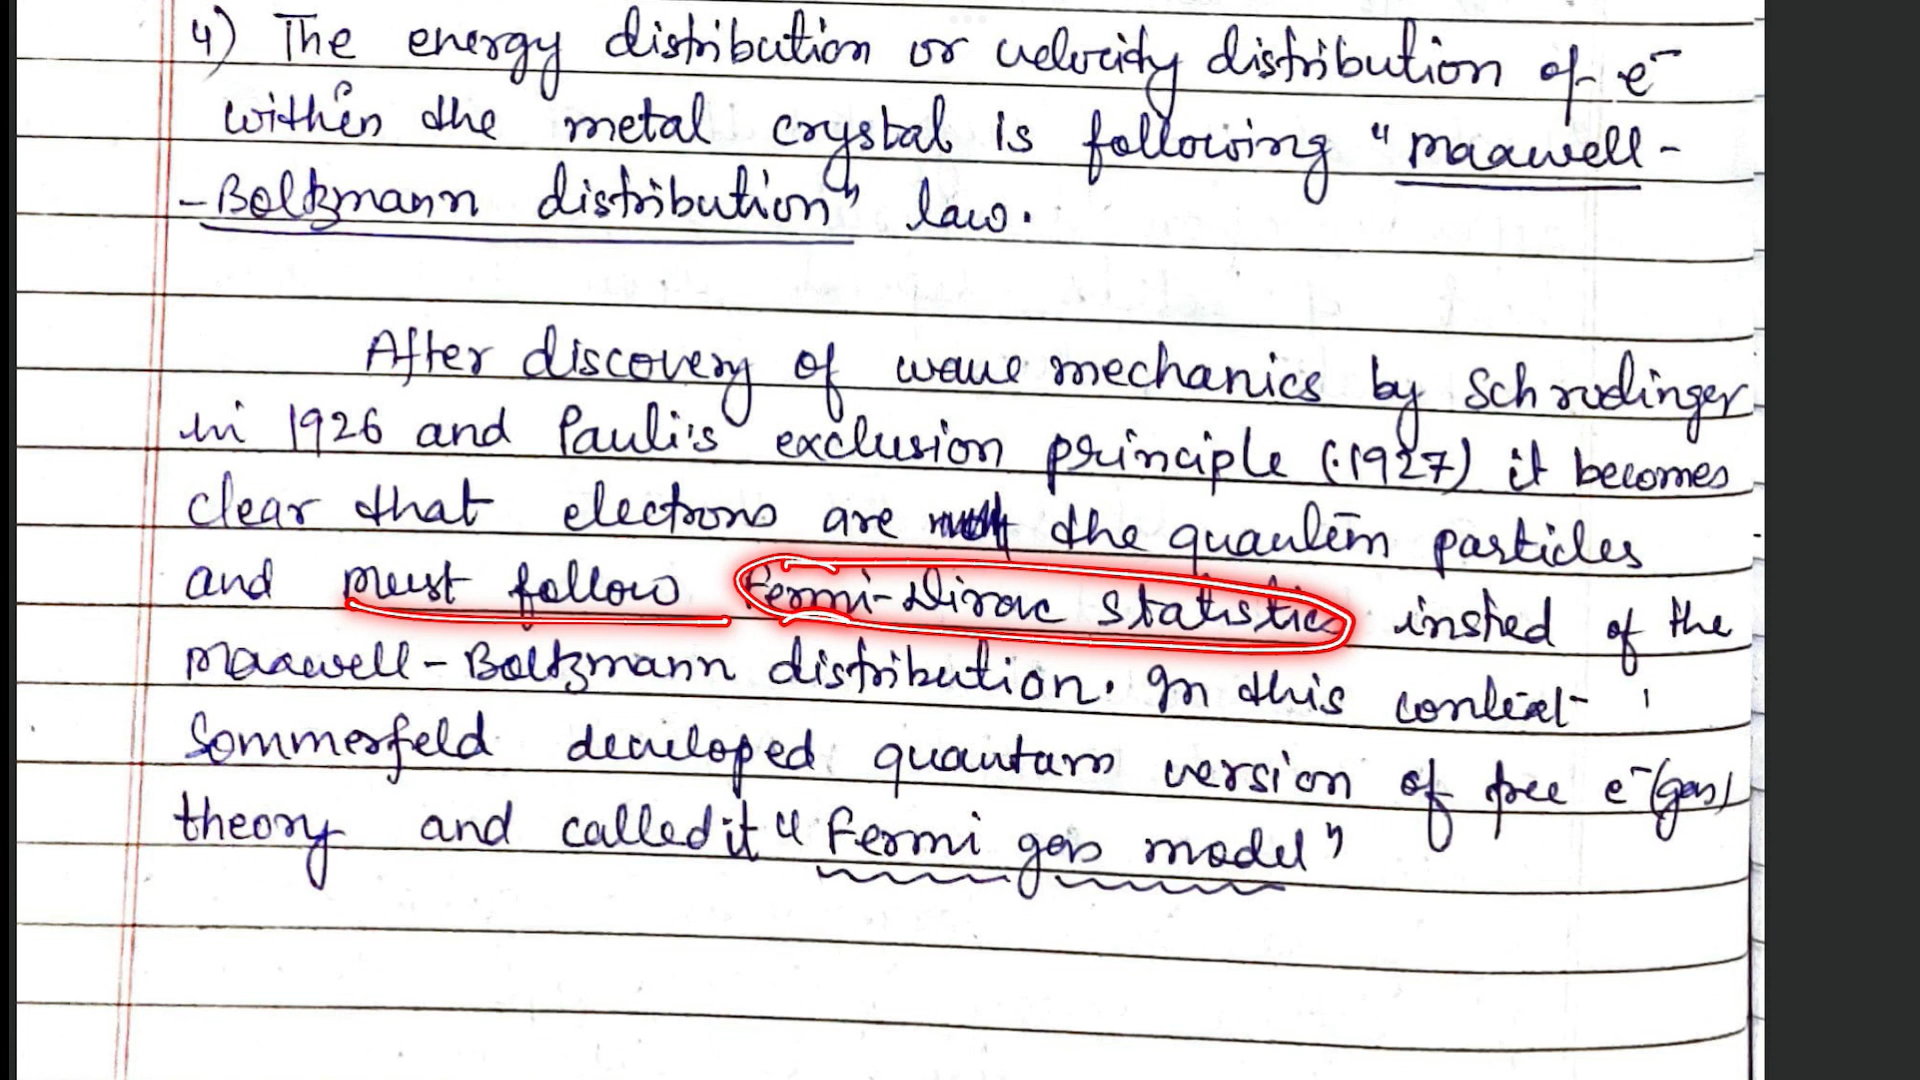 4) The energy distribution or velocity distribution of e⁻
within the metal crystal is following "maxwell-
-Boltzmann distribution" law.
After discovery of wave mechanics by Schrodinger
in 1926 and Pauli's exclusion principle (1927) it becomes
clear that electrons are the quantum particles
and must follow Fermi-Dirac statistics insted of the
maxwell-Boltzmann distribution. In this context
Sommerfeld developed quantam version of free e⁻(gas)
theory and called it "Fermi gas model"